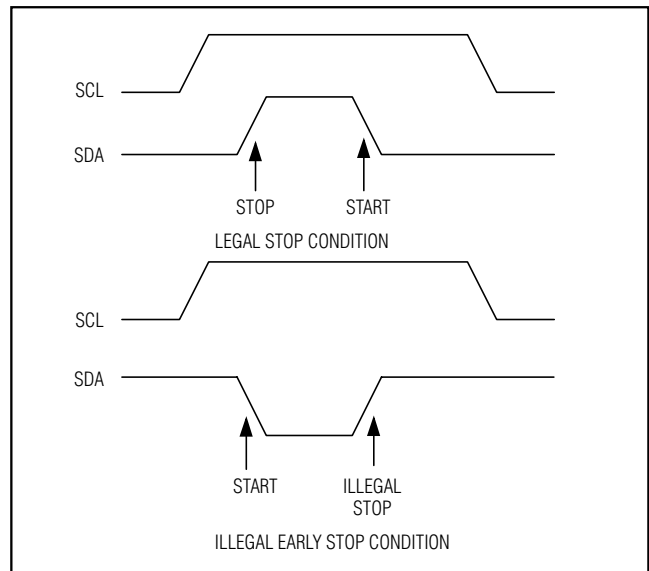 SCL
SDA
STOP START
LEGAL STOP CONDITION
SCL
SDA
START ILLEGAL
STOP
ILLEGAL EARLY STOP CONDITION